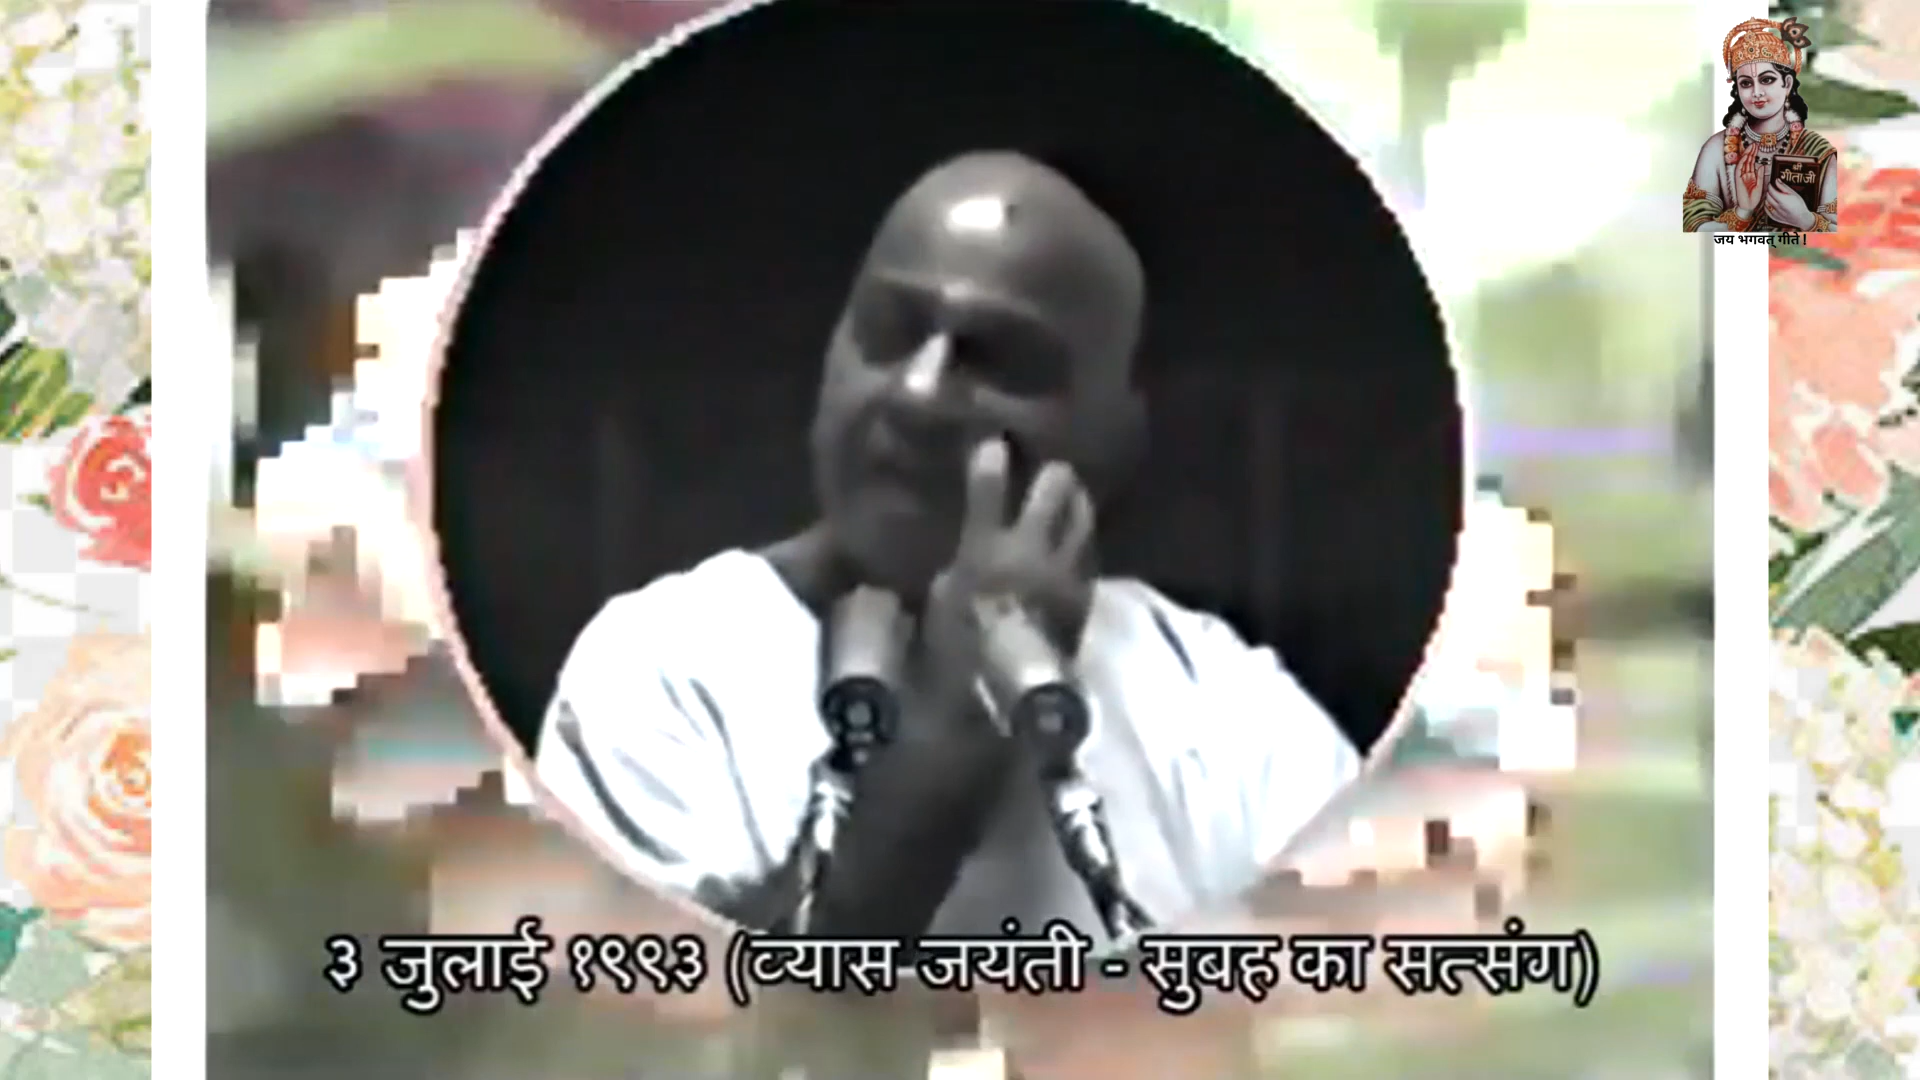 श्री
गीताजी
जय भगवत् गीते !
३ जुलाई १९९३ (व्यास जयंती - सुबह का सत्संग)